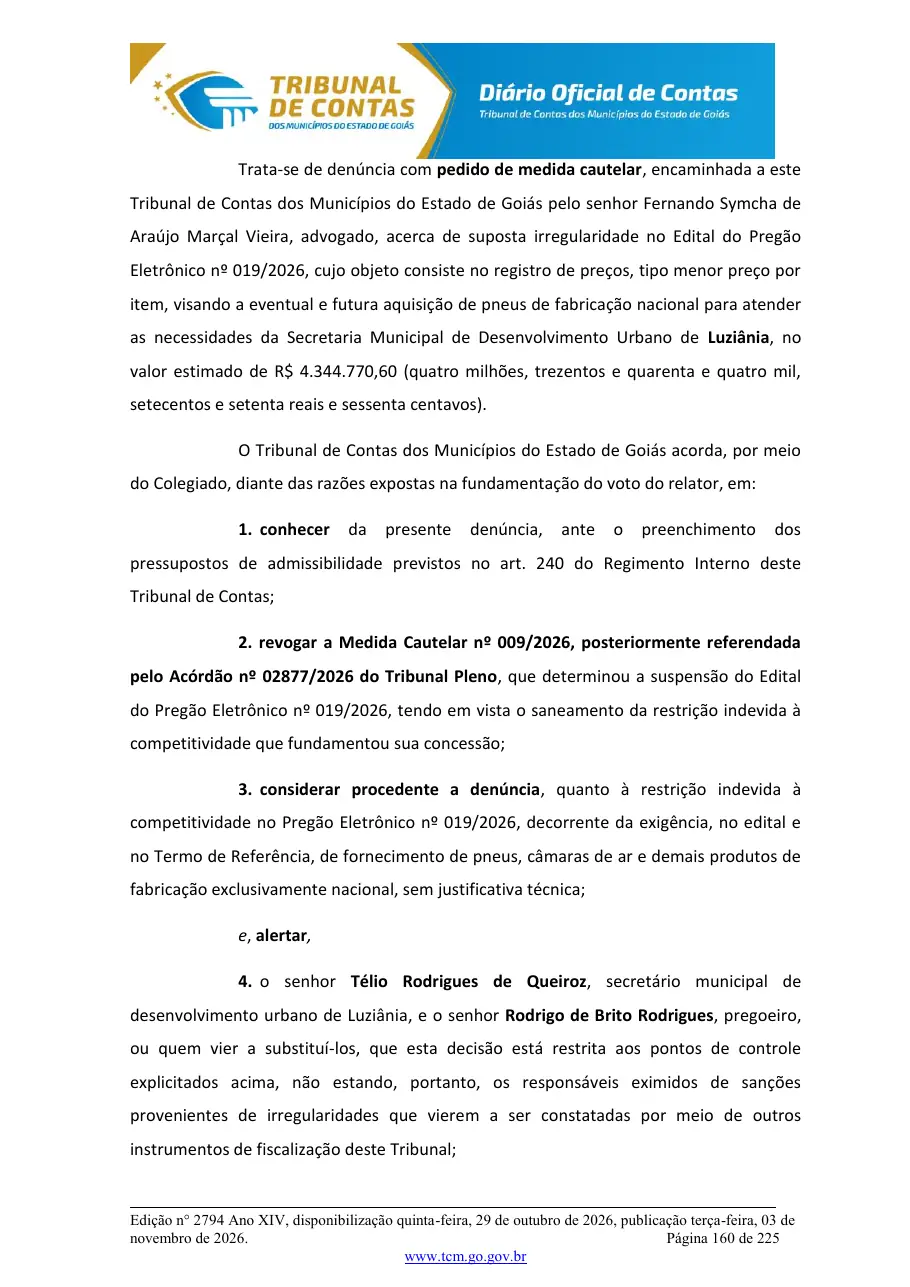 TRIBUNAL
DE CONTAS
DOS MUNICÍPIOS DO ESTADO DE GOIÁS
Diário Oficial de Contas
Tribunal de Contas dos Municípios do Estado de Goiás
Trata-se de denúncia com pedido de medida cautelar, encaminhada a este
Tribunal de Contas dos Municípios do Estado de Goiás pelo senhor Fernando Symcha de
Araújo Marçal Vieira, advogado, acerca de suposta irregularidade no Edital do Pregão
Eletrônico nº 019/2026, cujo objeto consiste no registro de preços, tipo menor preço por
item, visando a eventual e futura aquisição de pneus de fabricação nacional para atender
as necessidades da Secretaria Municipal de Desenvolvimento Urbano de Luziânia, no
valor estimado de R$ 4.344.770,60 (quatro milhões, trezentos e quarenta e quatro mil,
setecentos e setenta reais e sessenta centavos).
O Tribunal de Contas dos Municípios do Estado de Goiás acorda, por meio
do Colegiado, diante das razões expostas na fundamentação do voto do relator, em:
1. conhecer da presente denúncia, ante o preenchimento dos
pressupostos de admissibilidade previstos no art. 240 do Regimento Interno deste
Tribunal de Contas;
2. revogar a Medida Cautelar nº 009/2026, posteriormente referendada
pelo Acórdão nº 02877/2026 do Tribunal Pleno, que determinou a suspensão do Edital
do Pregão Eletrônico nº 019/2026, tendo em vista o saneamento da restrição indevida à
competitividade que fundamentou sua concessão;
3. considerar procedente a denúncia, quanto à restrição indevida à
competitividade no Pregão Eletrônico nº 019/2026, decorrente da exigência, no edital e
no Termo de Referência, de fornecimento de pneus, câmaras de ar e demais produtos de
fabricação exclusivamente nacional, sem justificativa técnica;
e, alertar,
4. o senhor Télio Rodrigues de Queiroz, secretário municipal de
desenvolvimento urbano de Luziânia, e o senhor Rodrigo de Brito Rodrigues, pregoeiro,
ou quem vier a substituí-los, que esta decisão está restrita aos pontos de controle
explicitados acima, não estando, portanto, os responsáveis eximidos de sanções
provenientes de irregularidades que vierem a ser constatadas por meio de outros
instrumentos de fiscalização deste Tribunal;
Edição n° 2794 Ano XIV, disponibilização quinta-feira, 29 de outubro de 2026, publicação terça-feira, 03 de
novembro de 2026. Página 160 de 225
www.tcm.go.gov.br